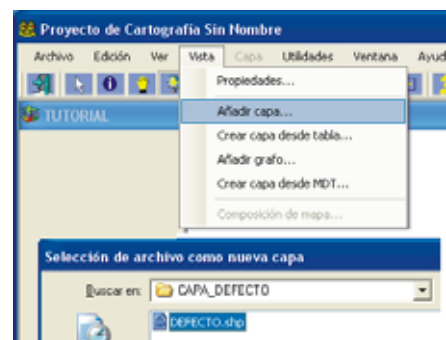 Proyecto de Cartografía Sin Nombre
Archivo Edición Ver Vista Capa Utilidades Ventana Ayud
Propiedades...
TUTORIAL
Añadir capa...
Crear capa desde tabla...
Añadir grafo...
Crear capa desde MDT...
Composición de mapa...
Selección de archivo como nueva capa
Buscar en: CAPA_DEFECTO
DEFECTO.shp